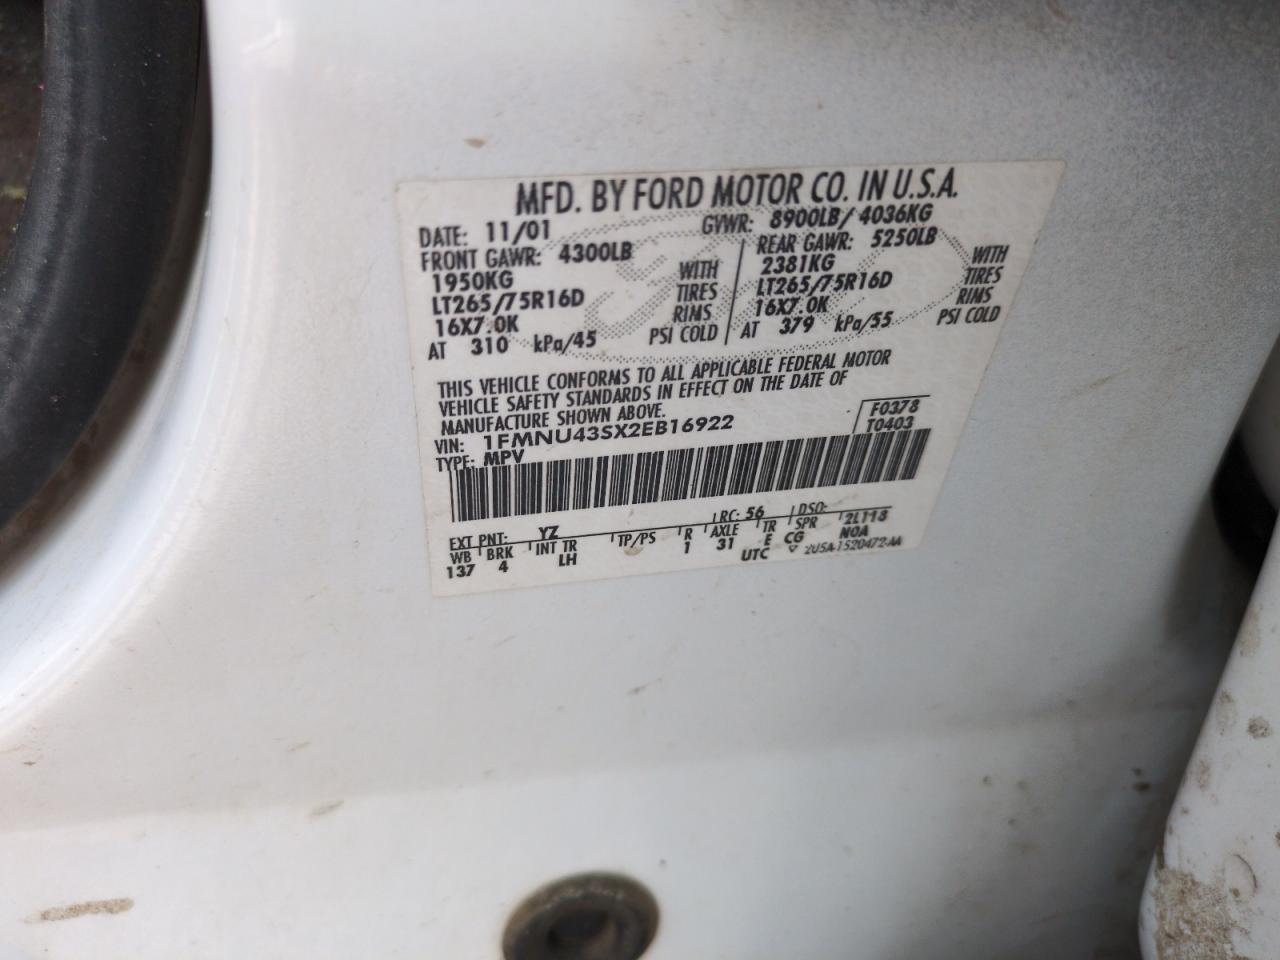 MFD. BY FORD MOTOR CO. IN U.S.A.
DATE: 11/01 GVWR: 8900LB/ 4036KG
FRONT GAWR: 4300LB
1950KG WITH
LT265/75R16D TIRES
16X7.0K RIMS
AT 310 kPa/45 PSI COLD
REAR GAWR: 5250LB
2381KG WITH
LT265/75R16D TIRES
16X7.0K RIMS
AT 379 kPa/55 PSI COLD
THIS VEHICLE CONFORMS TO ALL APPLICABLE FEDERAL MOTOR
VEHICLE SAFETY STANDARDS IN EFFECT ON THE DATE OF
MANUFACTURE SHOWN ABOVE.
VIN: 1FMNU43SX2EB16922
TYPE: MPV
F0378
T0403
EXT PNT: YZ RC: 56 DSO:
WB BRK INT TR TP/PS R AXLE TR SPR 2L118
137 4 LH 1 31 E CG N0A
UTC 2U5A-1520472-AA